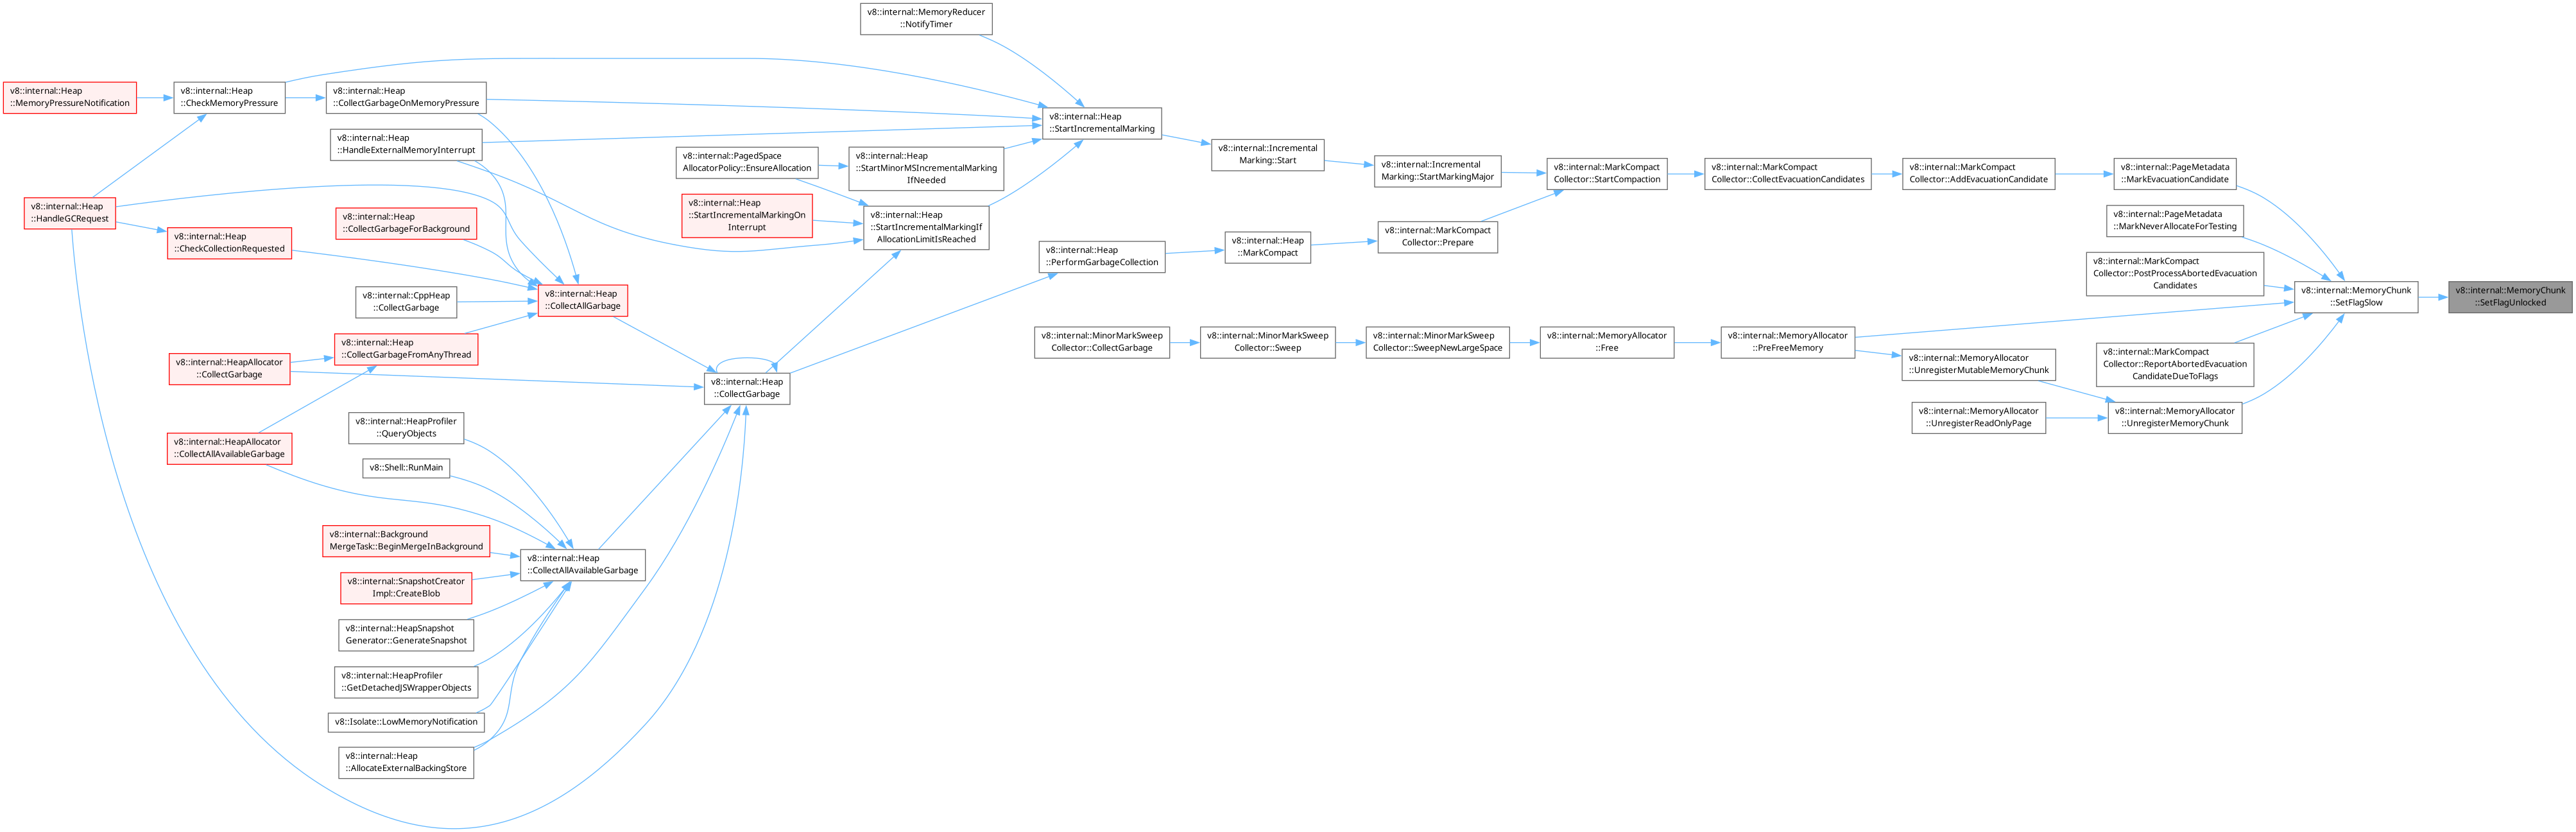 v8::internal::MemoryReducer
::NotifyTimer
v8::internal::Heap
::MemoryPressureNotification
v8::internal::Heap
::CheckMemoryPressure
v8::internal::Heap
::CollectGarbageOnMemoryPressure
v8::internal::Heap
::StartIncrementalMarking
v8::internal::Heap
::HandleExternalMemoryInterrupt
v8::internal::PagedSpace
AllocatorPolicy::EnsureAllocation
v8::internal::Heap
::StartMinorMSIncrementalMarking
IfNeeded
v8::internal::Incremental
Marking::Start
v8::internal::Incremental
Marking::StartMarkingMajor
v8::internal::MarkCompact
Collector::StartCompaction
v8::internal::MarkCompact
Collector::CollectEvacuationCandidates
v8::internal::MarkCompact
Collector::AddEvacuationCandidate
v8::internal::PageMetadata
::MarkEvacuationCandidate
v8::internal::Heap
::HandleGCRequest
v8::internal::Heap
::CheckCollectionRequested
v8::internal::Heap
::CollectGarbageForBackground
v8::internal::Heap
::StartIncrementalMarkingOn
Interrupt
v8::internal::Heap
::StartIncrementalMarkingIf
AllocationLimitIsReached
v8::internal::Heap
::PerformGarbageCollection
v8::internal::Heap
::MarkCompact
v8::internal::MarkCompact
Collector::Prepare
v8::internal::PageMetadata
::MarkNeverAllocateForTesting
v8::internal::MarkCompact
Collector::PostProcessAbortedEvacuation
Candidates
v8::internal::MemoryChunk
::SetFlagSlow
v8::internal::MemoryChunk
::SetFlagUnlocked
v8::internal::CppHeap
::CollectGarbage
v8::internal::Heap
::CollectAllGarbage
v8::internal::Heap
::CollectGarbageFromAnyThread
v8::internal::HeapAllocator
::CollectGarbage
v8::internal::Heap
::CollectGarbage
v8::internal::MinorMarkSweep
Collector::CollectGarbage
v8::internal::MinorMarkSweep
Collector::Sweep
v8::internal::MinorMarkSweep
Collector::SweepNewLargeSpace
v8::internal::MemoryAllocator
::Free
v8::internal::MemoryAllocator
::PreFreeMemory
v8::internal::MemoryAllocator
::UnregisterMutableMemoryChunk
v8::internal::MarkCompact
Collector::ReportAbortedEvacuation
CandidateDueToFlags
v8::internal::MemoryAllocator
::UnregisterReadOnlyPage
v8::internal::MemoryAllocator
::UnregisterMemoryChunk
v8::internal::HeapAllocator
::CollectAllAvailableGarbage
v8::internal::HeapProfiler
::QueryObjects
v8::Shell::RunMain
v8::internal::Background
MergeTask::BeginMergeInBackground
v8::internal::Heap
::CollectAllAvailableGarbage
v8::internal::SnapshotCreator
Impl::CreateBlob
v8::internal::HeapSnapshot
Generator::GenerateSnapshot
v8::internal::HeapProfiler
::GetDetachedJSWrapperObjects
v8::Isolate::LowMemoryNotification
v8::internal::Heap
::AllocateExternalBackingStore